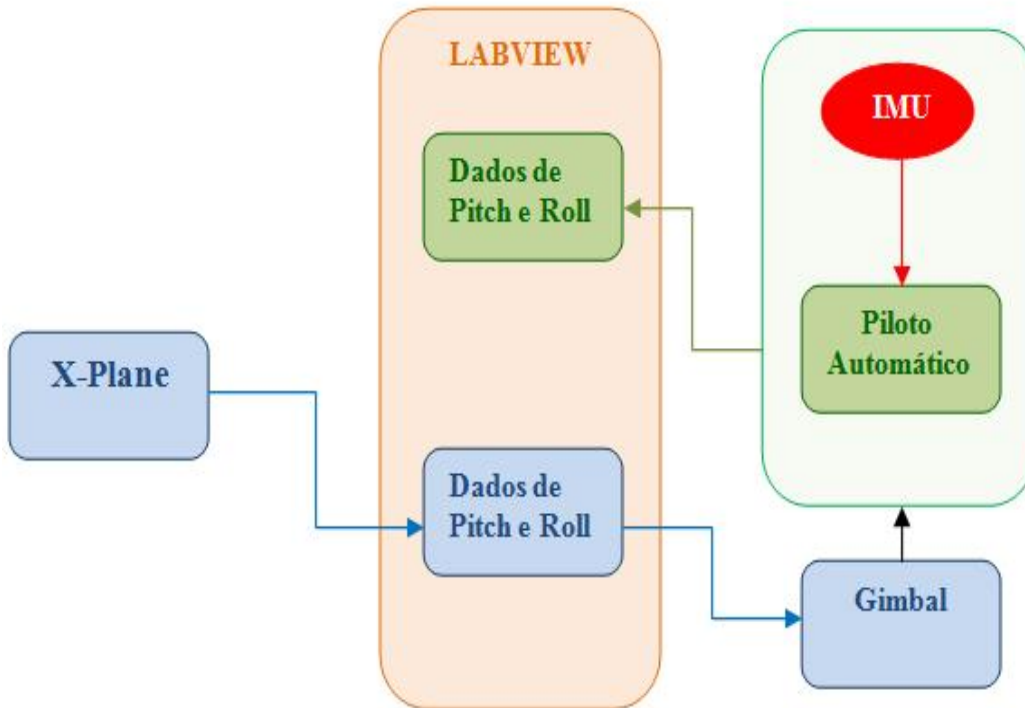 LABVIEW
IMU
Dados de
Pitch e Roll
Piloto
Automático
X-Plane
Dados de
Pitch e Roll
Gimbal